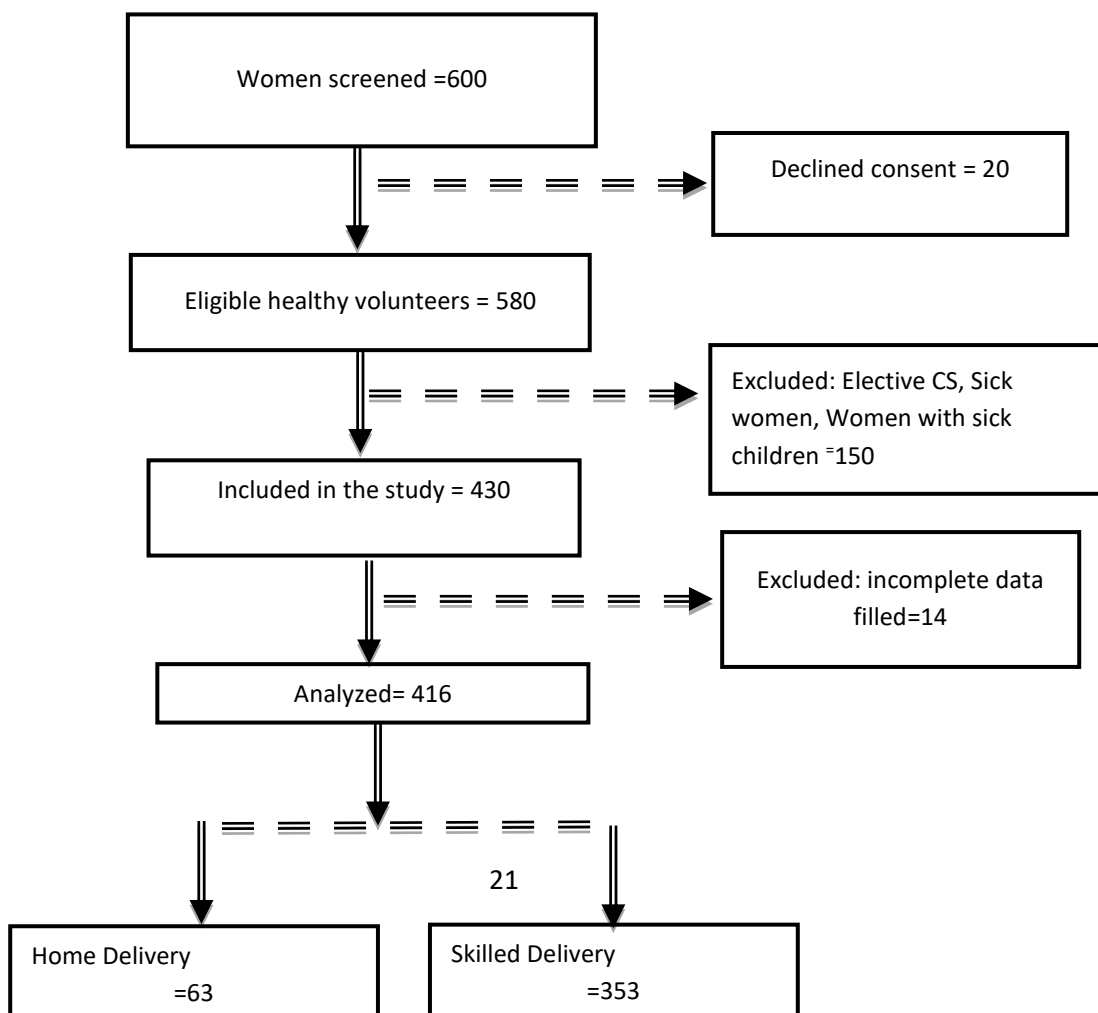 Women screened =600
Declined consent = 20
Eligible healthy volunteers = 580
Excluded: Elective CS, Sick
women, Women with sick
children =150
Included in the study = 430
Excluded: incomplete data
filled=14
Analyzed= 416
21
Home Delivery
=63
Skilled Delivery
=353